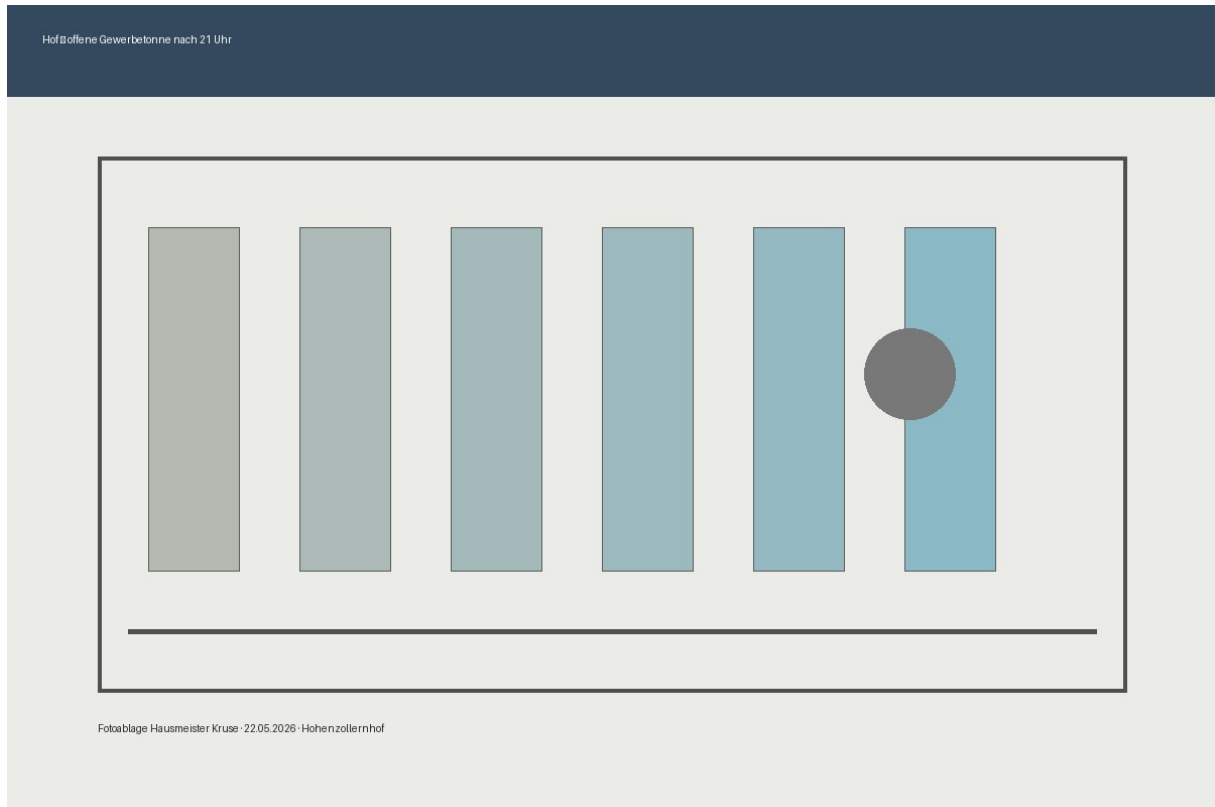 Hof offene Gewerbetonne nach 21 Uhr
Fotoablage Hausmeister Kruse · 22.05.2026 · Hohenzollernhof